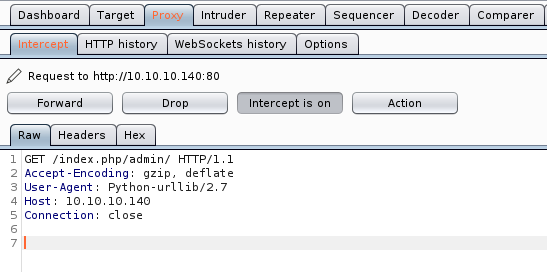 Dashboard Target Proxy Intruder Repeater Sequencer Decoder Comparer
Intercept HTTP history WebSockets history Options
Request to http://10.10.10.140:80
Forward Drop Intercept is on Action
Raw Headers Hex
1 GET /index.php/admin/ HTTP/1.1
2 Accept-Encoding: gzip, deflate
3 User-Agent: Python-urllib/2.7
4 Host: 10.10.10.140
5 Connection: close
6
7